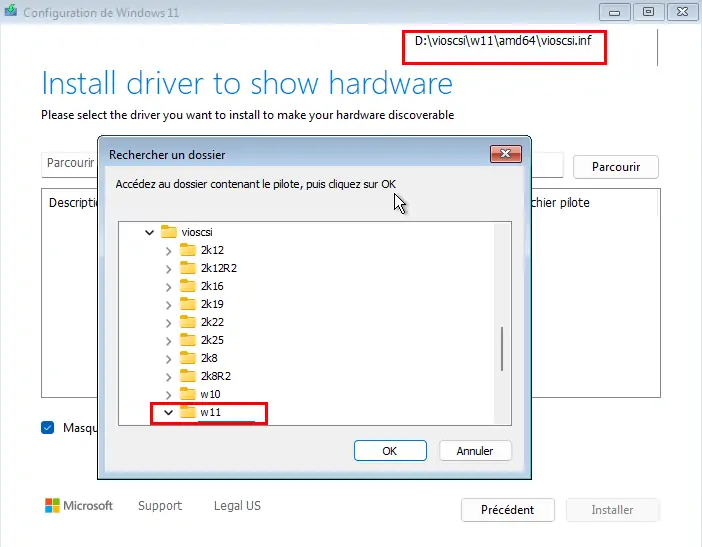 Configuration de Windows 11
D:\vioscsi\w11\amd64\vioscsi.inf
Install driver to show hardware
Please select the driver you want to install to make your hardware discoverable
Parcourir
Parcourir
Rechercher un dossier
Accédez au dossier contenant le pilote, puis cliquez sur OK
Descripti
chier pilote
vioscsi
2k12
2k12R2
2k16
2k19
2k22
2k25
2k8
2k8R2
w10
w11
Masqu
OK
Annuler
Microsoft
Support
Legal US
Précédent
Installer